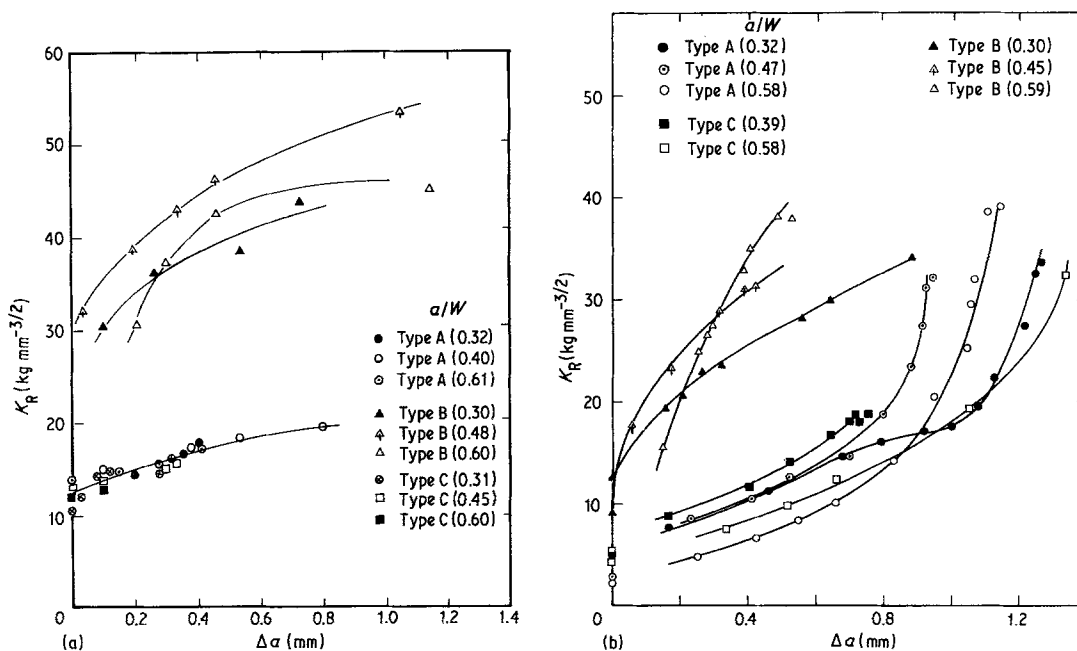 60
50
40
30
20
10
0
K_R (kg mm^-3/2)
0 0.2 0.4 0.6 0.8 1.0 1.2 1.4
(a)
Δa (mm)
a/W
Type A (0.32)
Type A (0.40)
Type A (0.61)
Type B (0.30)
Type B (0.48)
Type B (0.60)
Type C (0.31)
Type C (0.45)
Type C (0.60)
50
40
30
20
10
0
K_R (kg mm^-3/2)
0.4 0.8 1.2
(b)
Δa (mm)
a/W
Type A (0.32)
Type A (0.47)
Type A (0.58)
Type C (0.39)
Type C (0.58)
Type B (0.30)
Type B (0.45)
Type B (0.59)